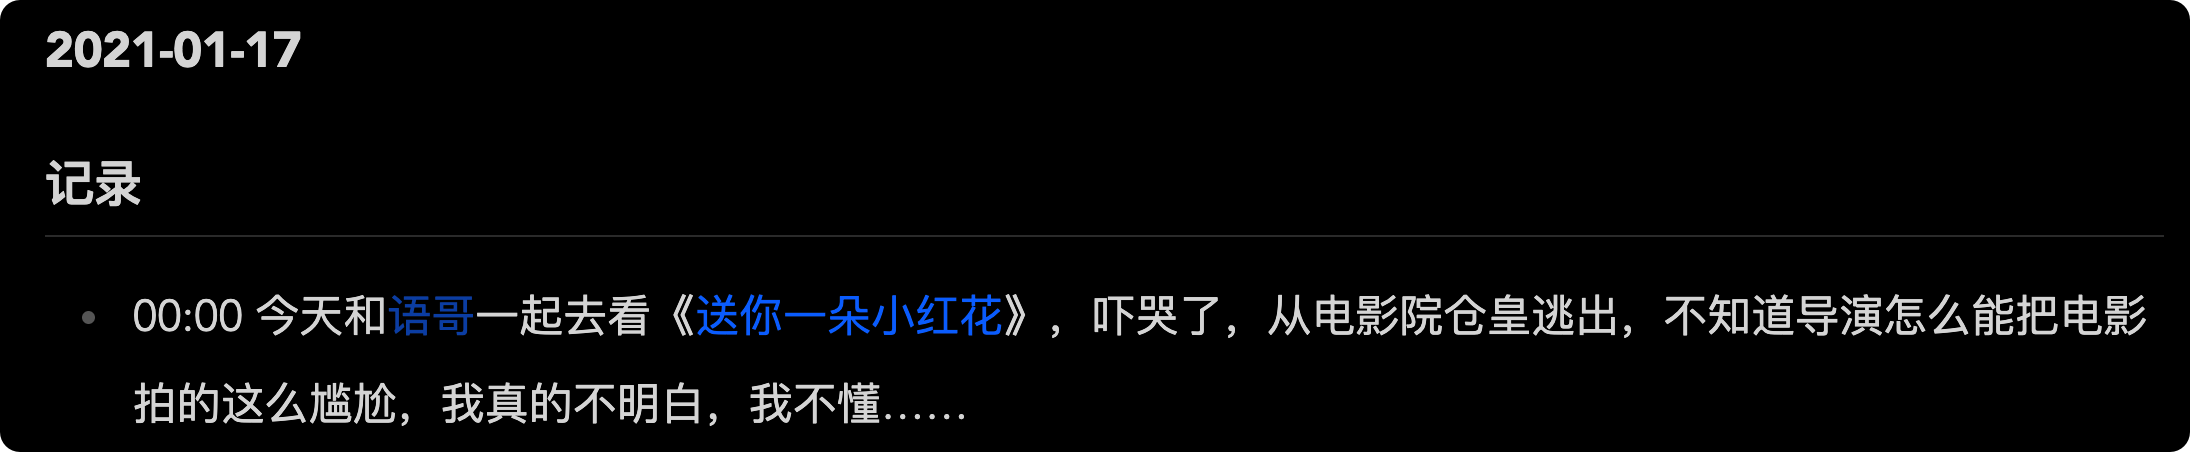 2021-01-17
记录
00:00 今天和语哥一起去看《送你一朵小红花》，吓哭了，从电影院仓皇逃出，不知道导演怎么能把电影
拍的这么尴尬，我真的不明白，我不懂……